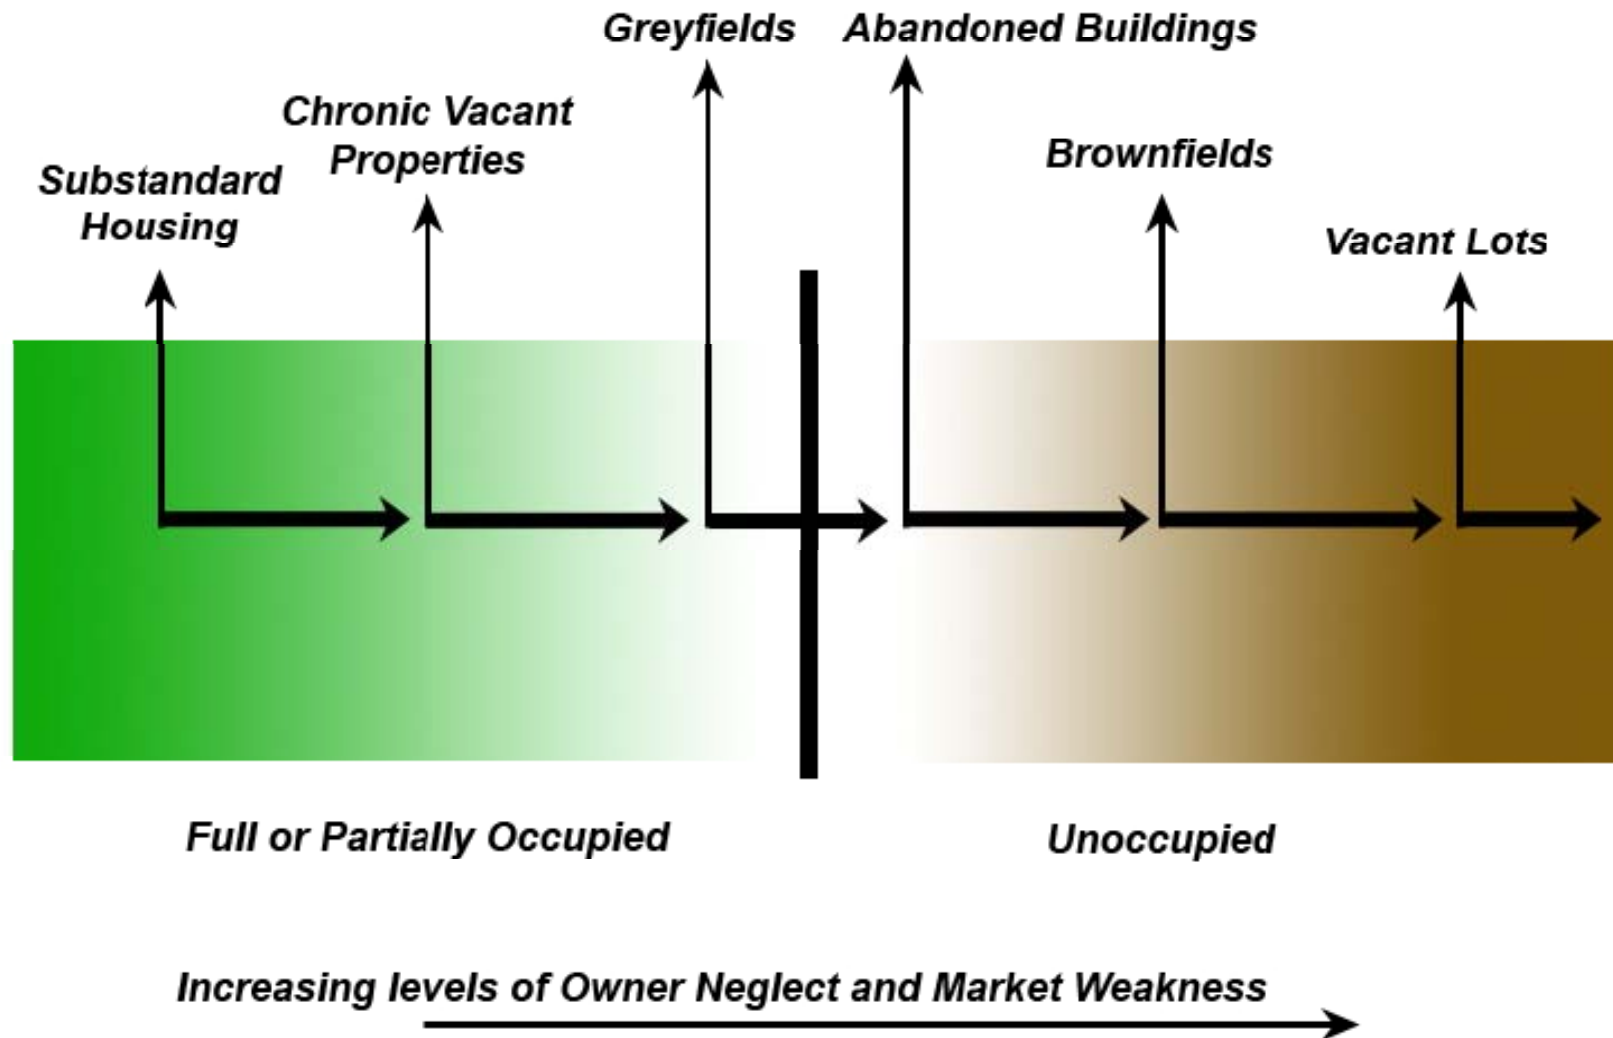 Greyfields
Abandoned Buildings
Chronic Vacant
Properties
Brownfields
Substandard
Housing
Vacant Lots
Full or Partially Occupied
Unoccupied
Increasing levels of Owner Neglect and Market Weakness